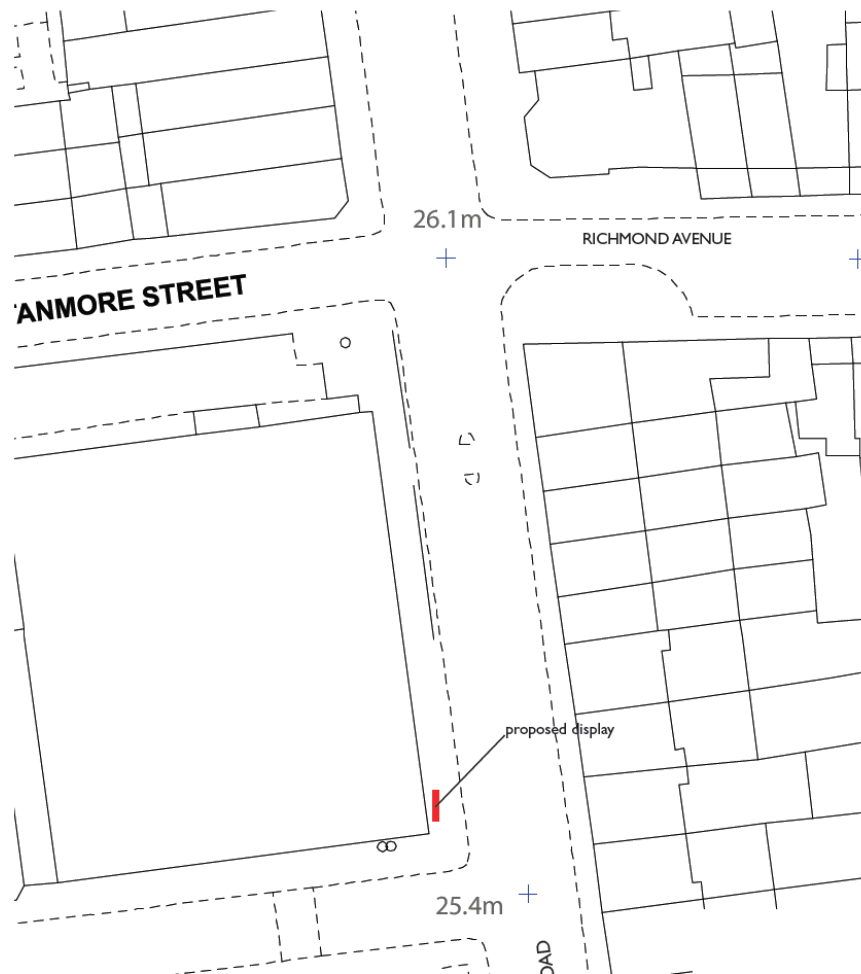 26.1m
RICHMOND AVENUE
TANMORE STREET
proposed display
25.4m
OAD